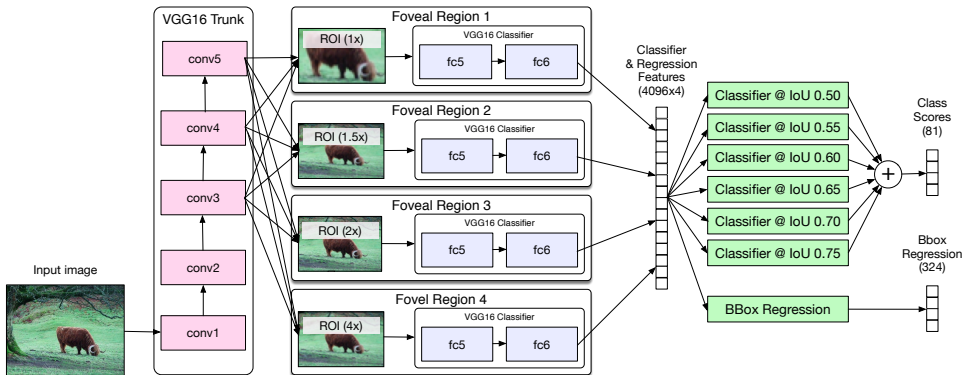 VGG16 Trunk
conv5
conv4
conv3
conv2
conv1
Input image
Foveal Region 1
ROI (1x)
VGG16 Classifier
fc5
fc6
Foveal Region 2
ROI (1.5x)
VGG16 Classifier
fc5
fc6
Foveal Region 3
ROI (2x)
VGG16 Classifier
fc5
fc6
Fovel Region 4
ROI (4x)
VGG16 Classifier
fc5
fc6
Classifier
& Regression
Features
(4096x4)
Classifier @ IoU 0.50
Classifier @ IoU 0.55
Classifier @ IoU 0.60
Classifier @ IoU 0.65
Classifier @ IoU 0.70
Classifier @ IoU 0.75
BBox Regression
+
Class
Scores
(81)
Bbox
Regression
(324)